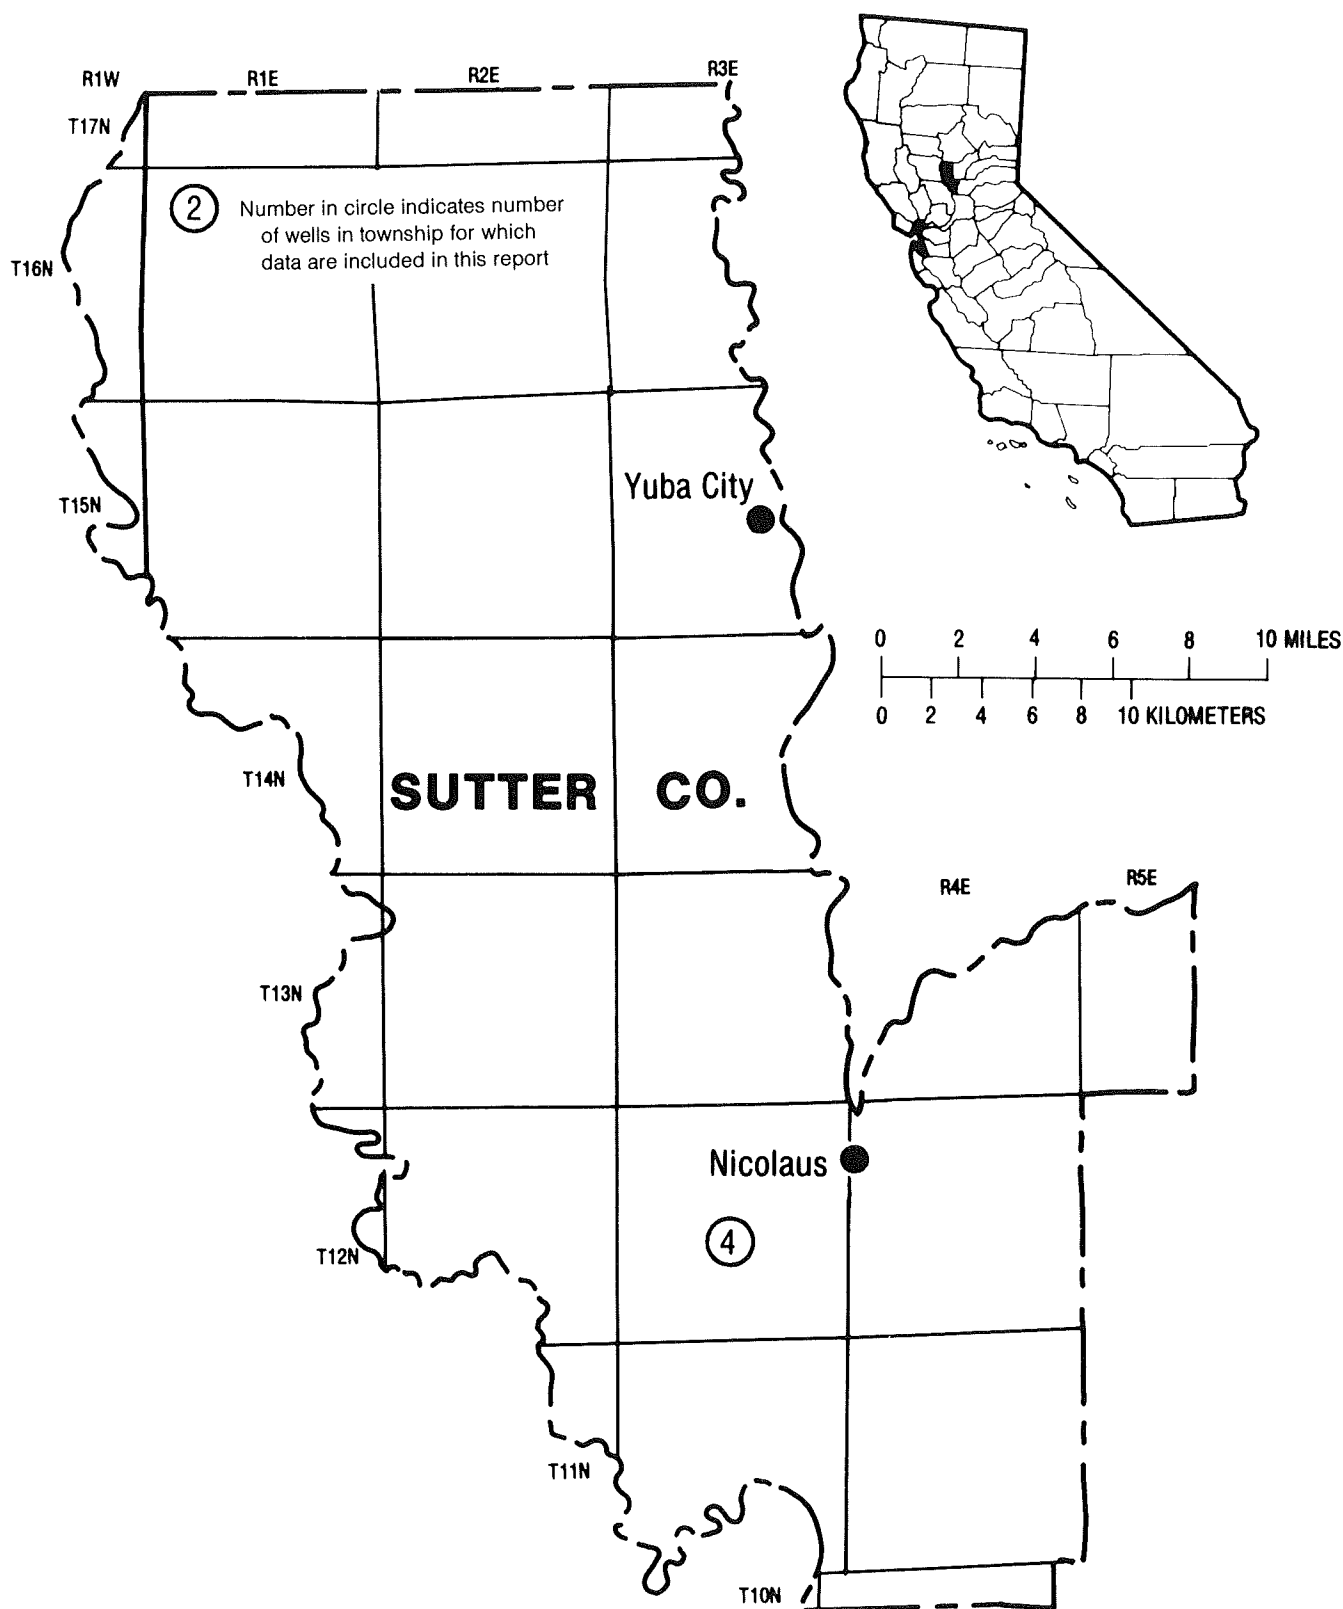 R1W
R1E
R2E
R3E
T17N
2
Number in circle indicates number
of wells in township for which
data are included in this report
T16N
Yuba City
T15N
0 2 4 6 8 10 MILES
0 2 4 6 8 10 KILOMETERS
T14N
SUTTER CO.
R4E
R5E
T13N
Nicolaus
4
T12N
T11N
T10N